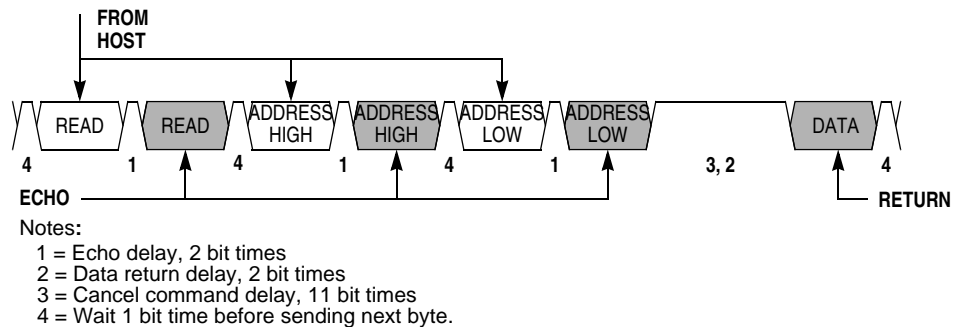 FROM
HOST
READ READ ADDRESS HIGH ADDRESS HIGH ADDRESS LOW ADDRESS LOW DATA
4 1 4 1 4 1 3, 2 4
ECHO RETURN
Notes:
1 = Echo delay, 2 bit times
2 = Data return delay, 2 bit times
3 = Cancel command delay, 11 bit times
4 = Wait 1 bit time before sending next byte.